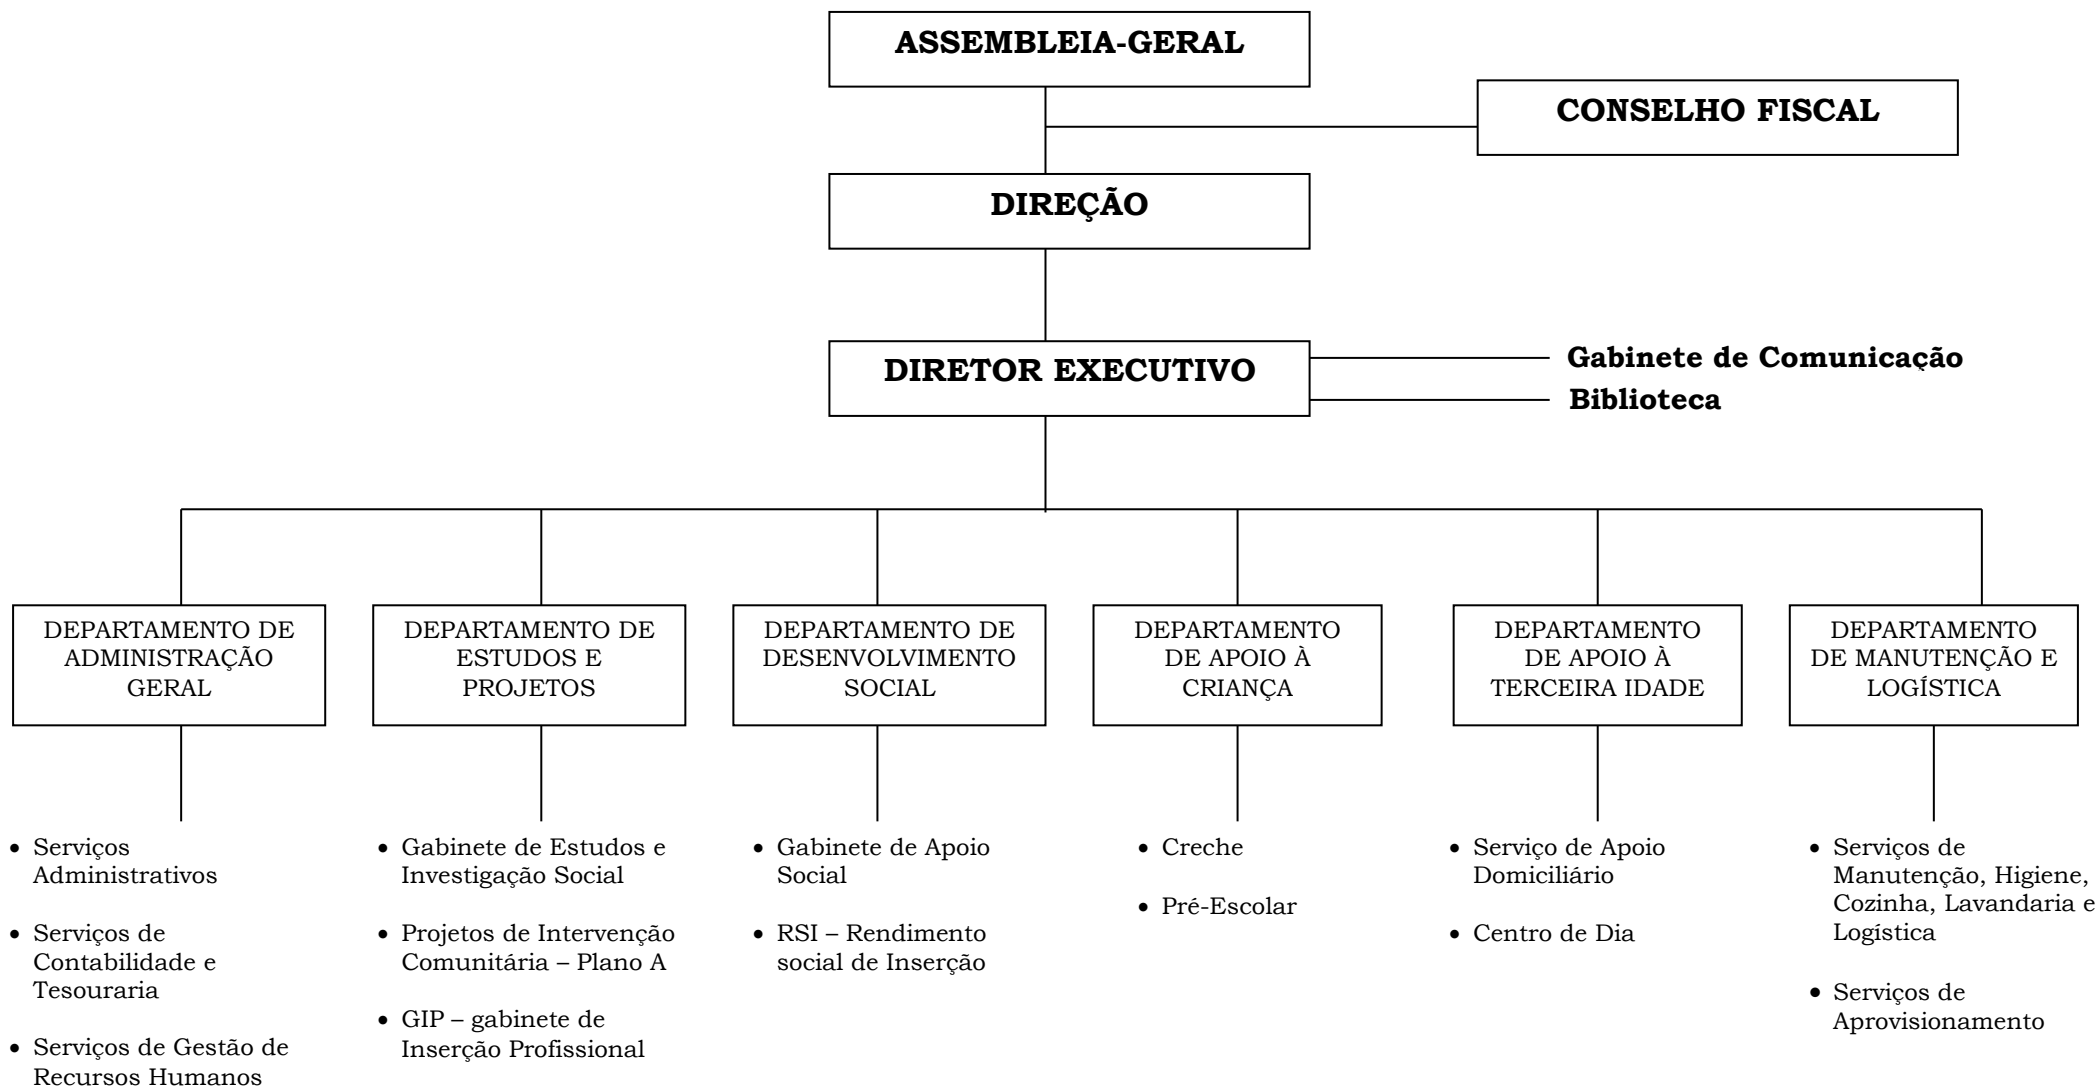 ASSEMBLEIA-GERAL
CONSELHO FISCAL
DIREÇÃO
DIRETOR EXECUTIVO
Gabinete de Comunicação
Biblioteca
DEPARTAMENTO DE
ADMINISTRAÇÃO
GERAL
DEPARTAMENTO DE
ESTUDOS E
PROJETOS
DEPARTAMENTO DE
DESENVOLVIMENTO
SOCIAL
DEPARTAMENTO
DE APOIO À
CRIANÇA
DEPARTAMENTO
DE APOIO À
TERCEIRA IDADE
DEPARTAMENTO
DE MANUTENÇÃO E
LOGÍSTICA
• Serviços
Administrativos
• Serviços de
Contabilidade e
Tesouraria
• Serviços de Gestão de
Recursos Humanos
• Gabinete de Estudos e
Investigação Social
• Projetos de Intervenção
Comunitária – Plano A
• GIP – gabinete de
Inserção Profissional
• Gabinete de Apoio
Social
• RSI – Rendimento
social de Inserção
• Creche
• Pré-Escolar
• Serviço de Apoio
Domiciliário
• Centro de Dia
• Serviços de
Manutenção, Higiene,
Cozinha, Lavandaria e
Logística
• Serviços de
Aprovisionamento